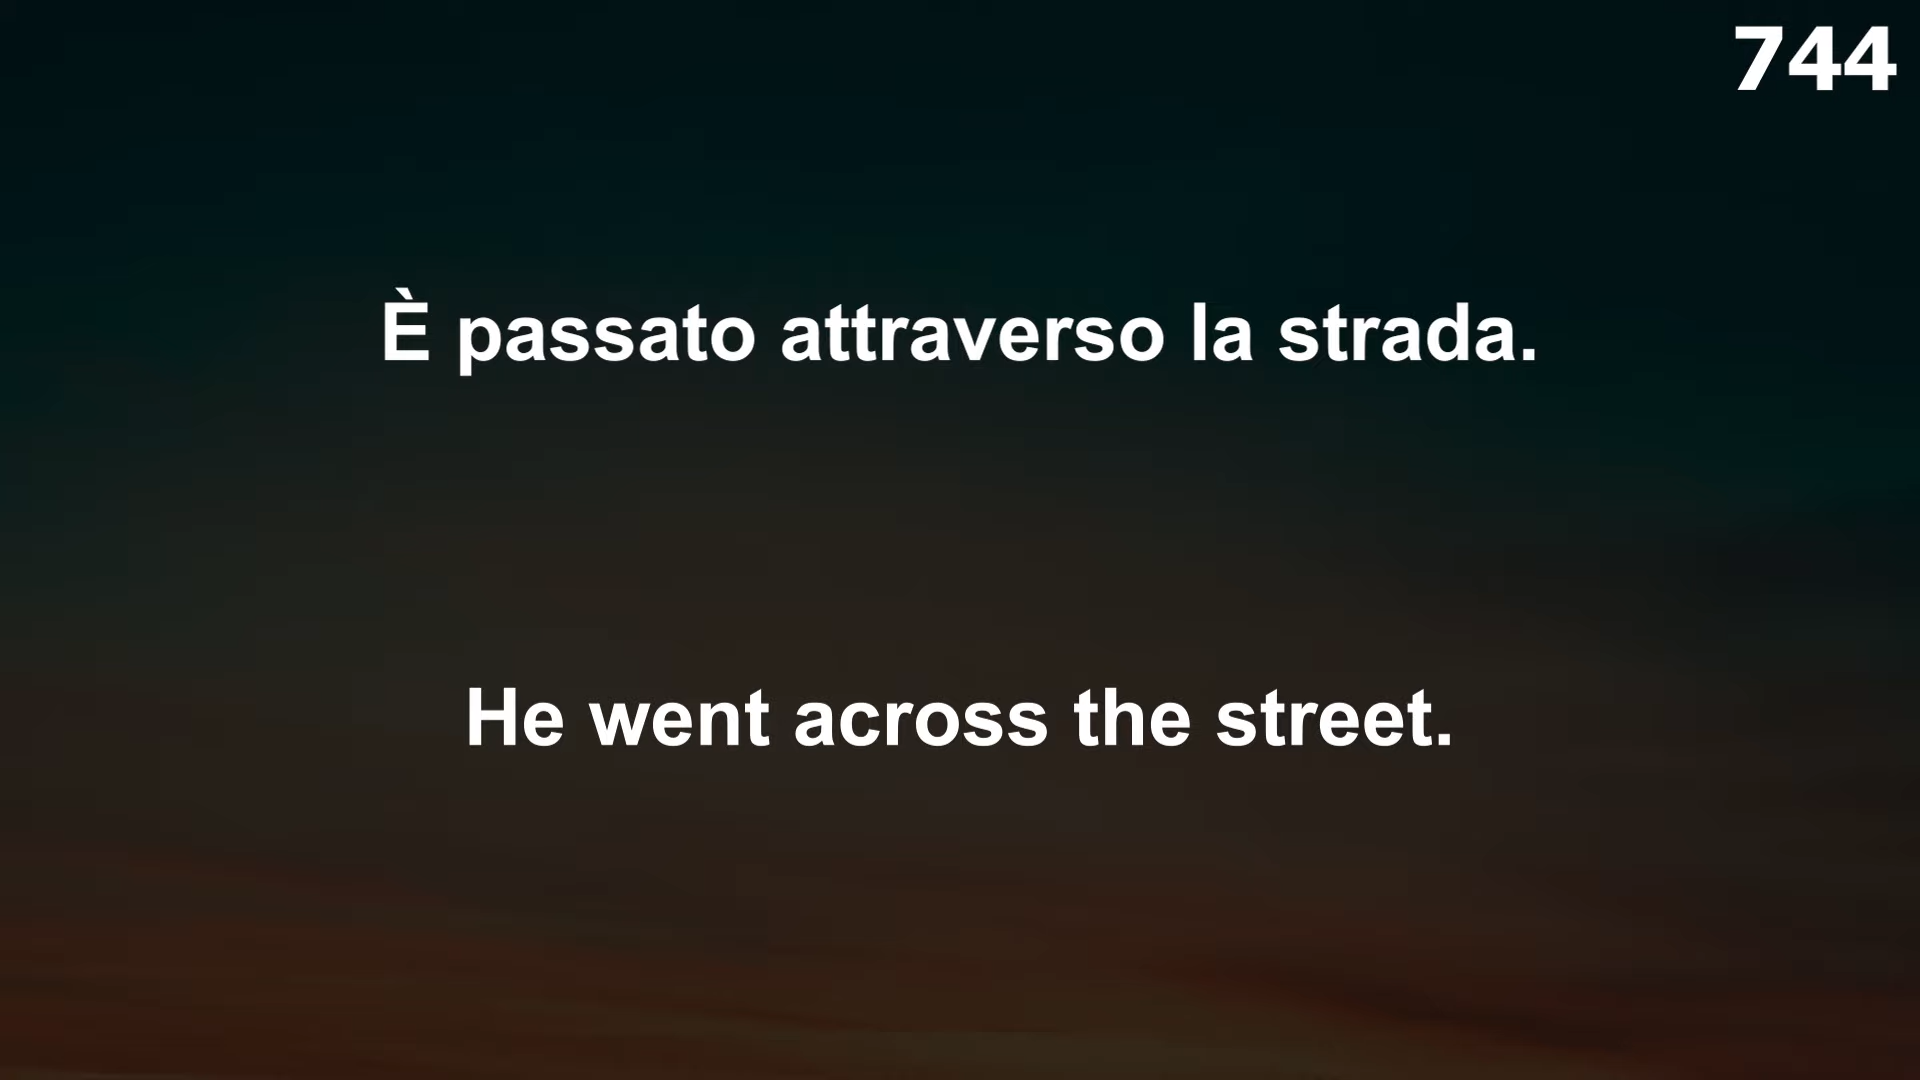 744
È passato attraverso la strada.
He went across the street.